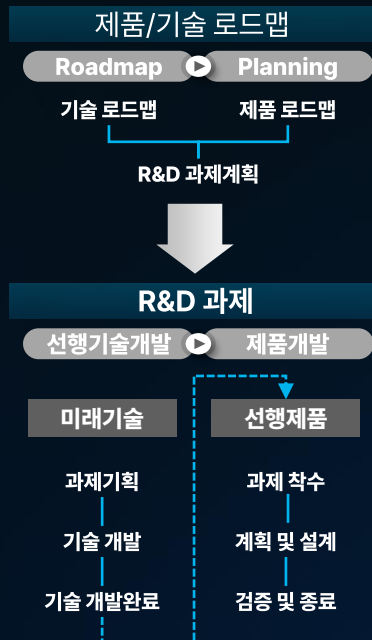 제품/기술 로드맵
Roadmap Planning
기술 로드맵 제품 로드맵
R&D 과제계획
R&D 과제
선행기술개발 제품개발
미래기술 선행제품
과제기획 과제 착수
기술 개발 계획 및 설계
기술 개발완료 검증 및 종료